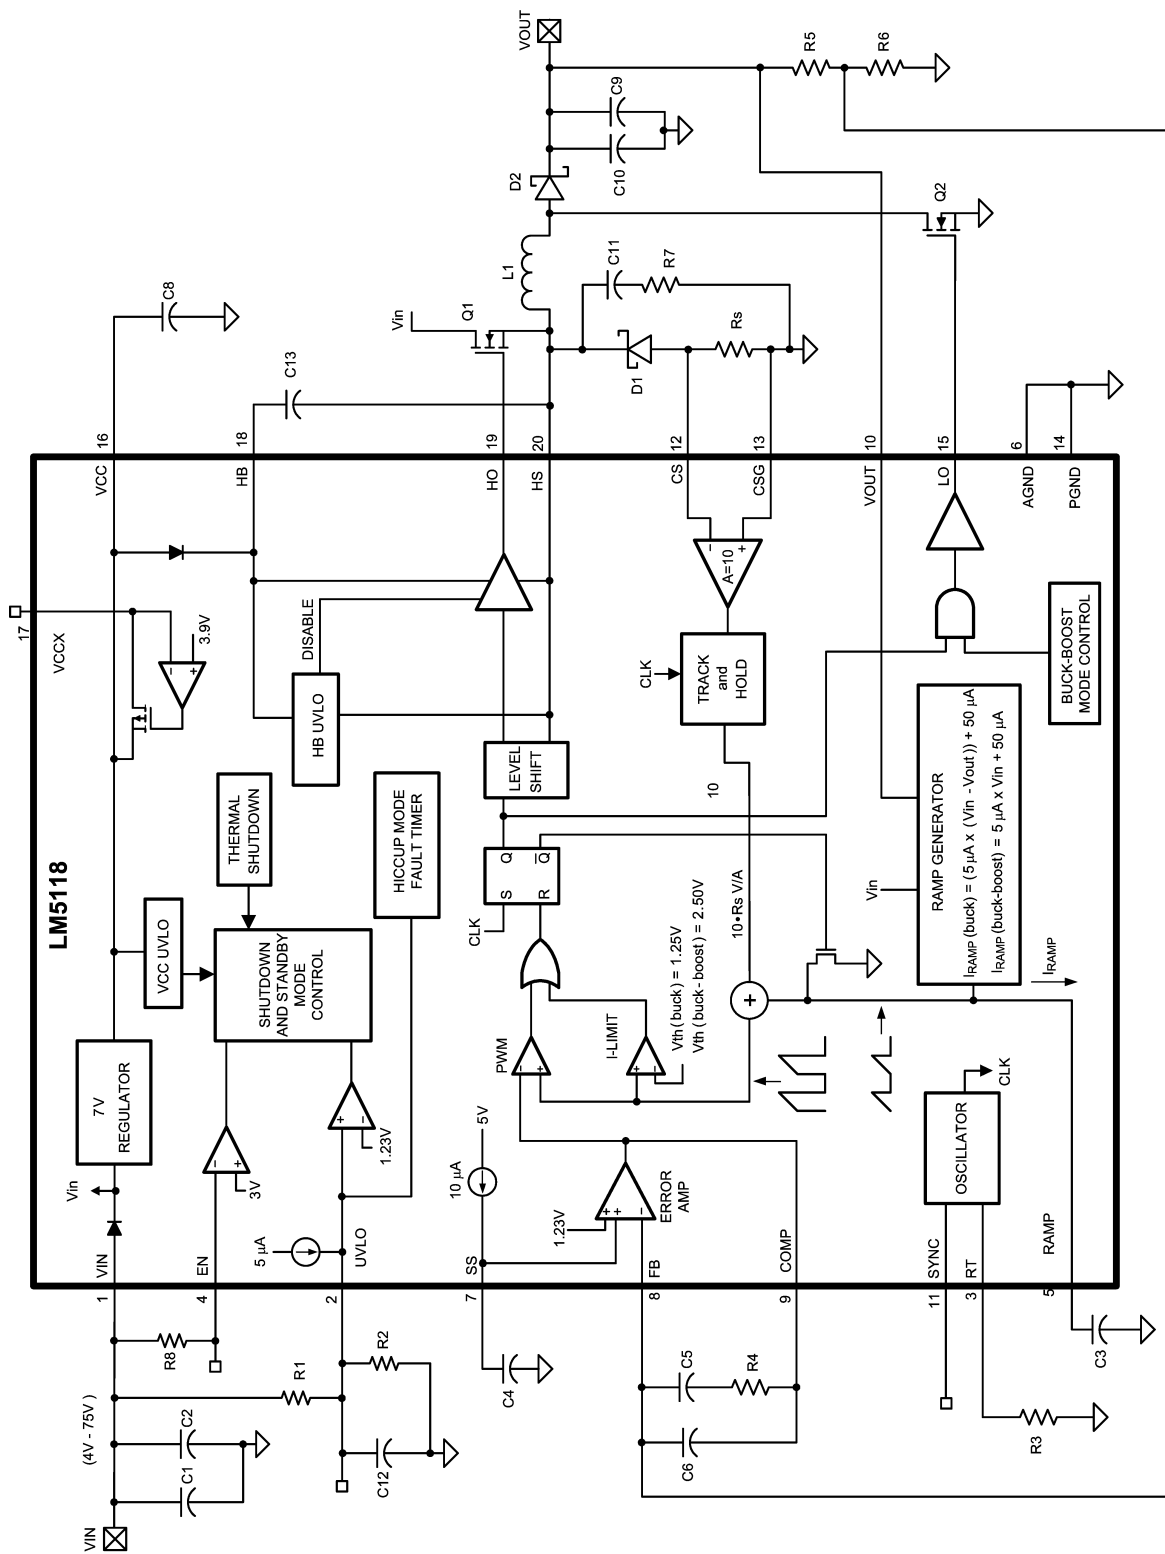 LM5118
VIN
(4V - 75V)
C1
C2
R8
R1
R2
C12
C4
C5
R4
C6
R3
C3
1
VIN
4
EN
2
UVLO
7
SS
8
FB
9
COMP
11
SYNC
3
RT
5
RAMP
Vin
7V
REGULATOR
3V
5 µA
1.23V
10 µA
5V
1.23V
ERROR
AMP
OSCILLATOR
CLK
VCC UVLO
SHUTDOWN
AND STANDBY
MODE
CONTROL
THERMAL
SHUTDOWN
HICCUP MODE
FAULT TIMER
PWM
I-LIMIT
Vth(buck) = 1.25V
Vth(buck-boost) = 2.50V
10•Rs V/A
10
CLK
S
Q
R
Q
LEVEL
SHIFT
HB UVLO
DISABLE
3.9V
17
VCCX
CLK
TRACK
and
HOLD
A=10
Vin
RAMP GENERATOR
IRAMP(buck) = (5µA x (Vin -Vout)) + 50 µA
IRAMP(buck-boost) = 5 µA x Vin + 50 µA
IRAMP
BUCK-BOOST
MODE CONTROL
VCC
16
HB
18
HO
19
HS
20
CS
12
CSG
13
VOUT
10
LO
15
AGND
6
PGND
14
C8
C13
Vin
Q1
L1
D1
Rs
C11
R7
D2
C10
C9
VOUT
Q2
R5
R6
+
+
+
+
+
+
+
+
+
−
−
−
−
−
−
−